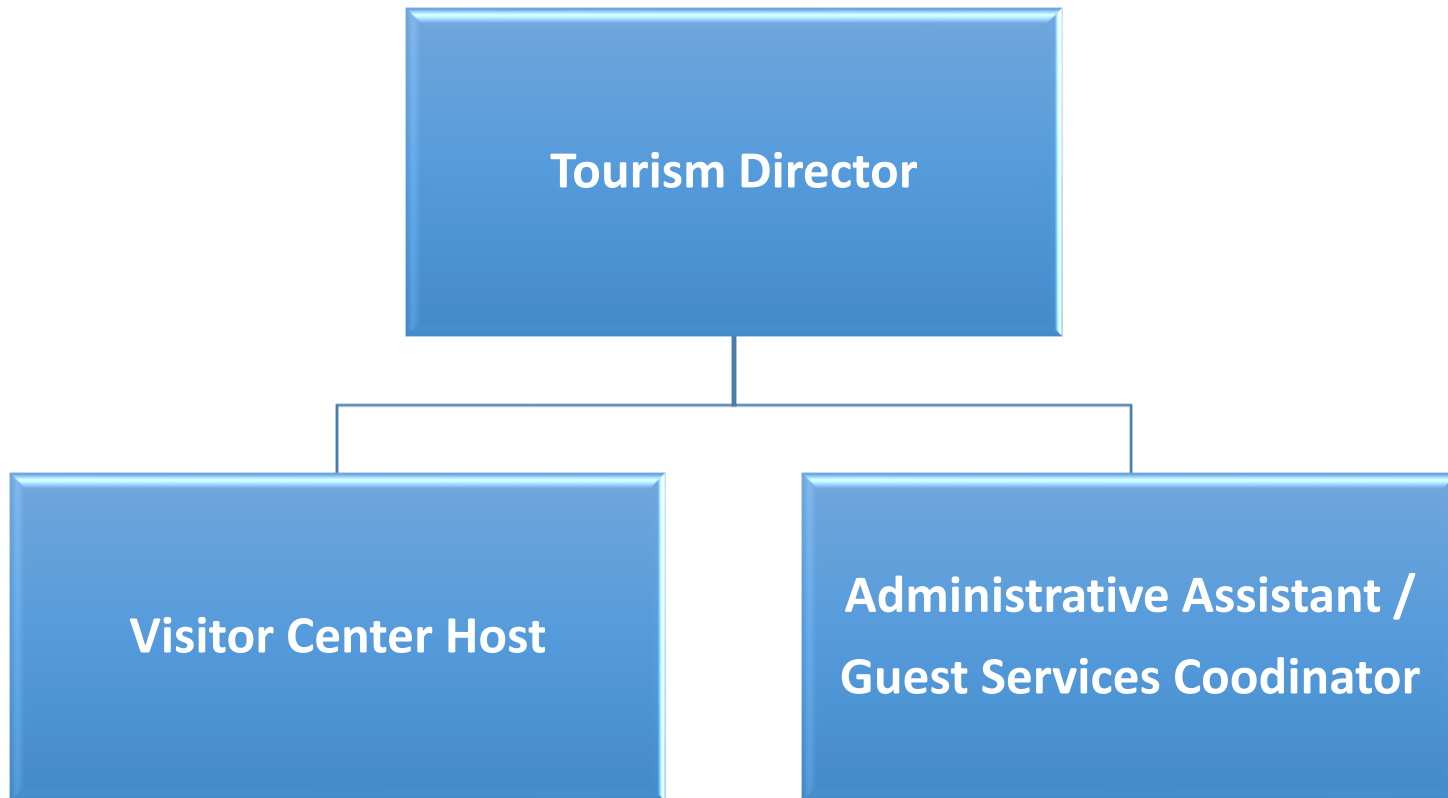 Tourism Director
Visitor Center Host
Administrative Assistant /
Guest Services Coodinator